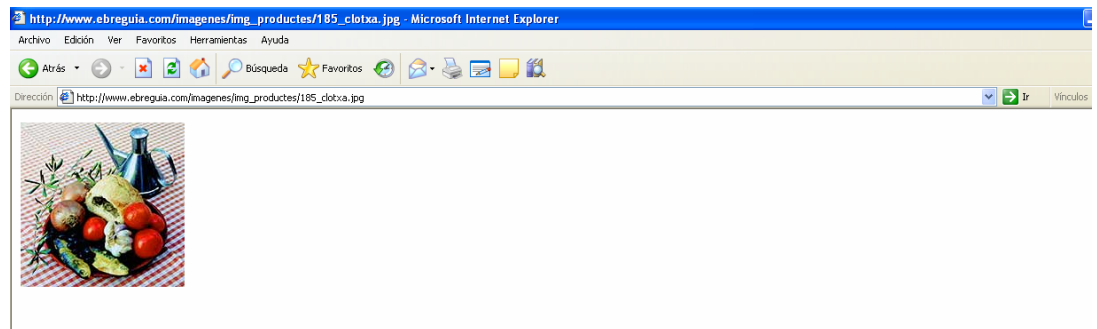 http://www.ebreguia.com/imagenes/img_productes/185_clotxa.jpg - Microsoft Internet Explorer
Archivo Edición Ver Favoritos Herramientas Ayuda
Atrás Búsqueda Favoritos
Dirección http://www.ebreguia.com/imagenes/img_productes/185_clotxa.jpg Ir Vínculos